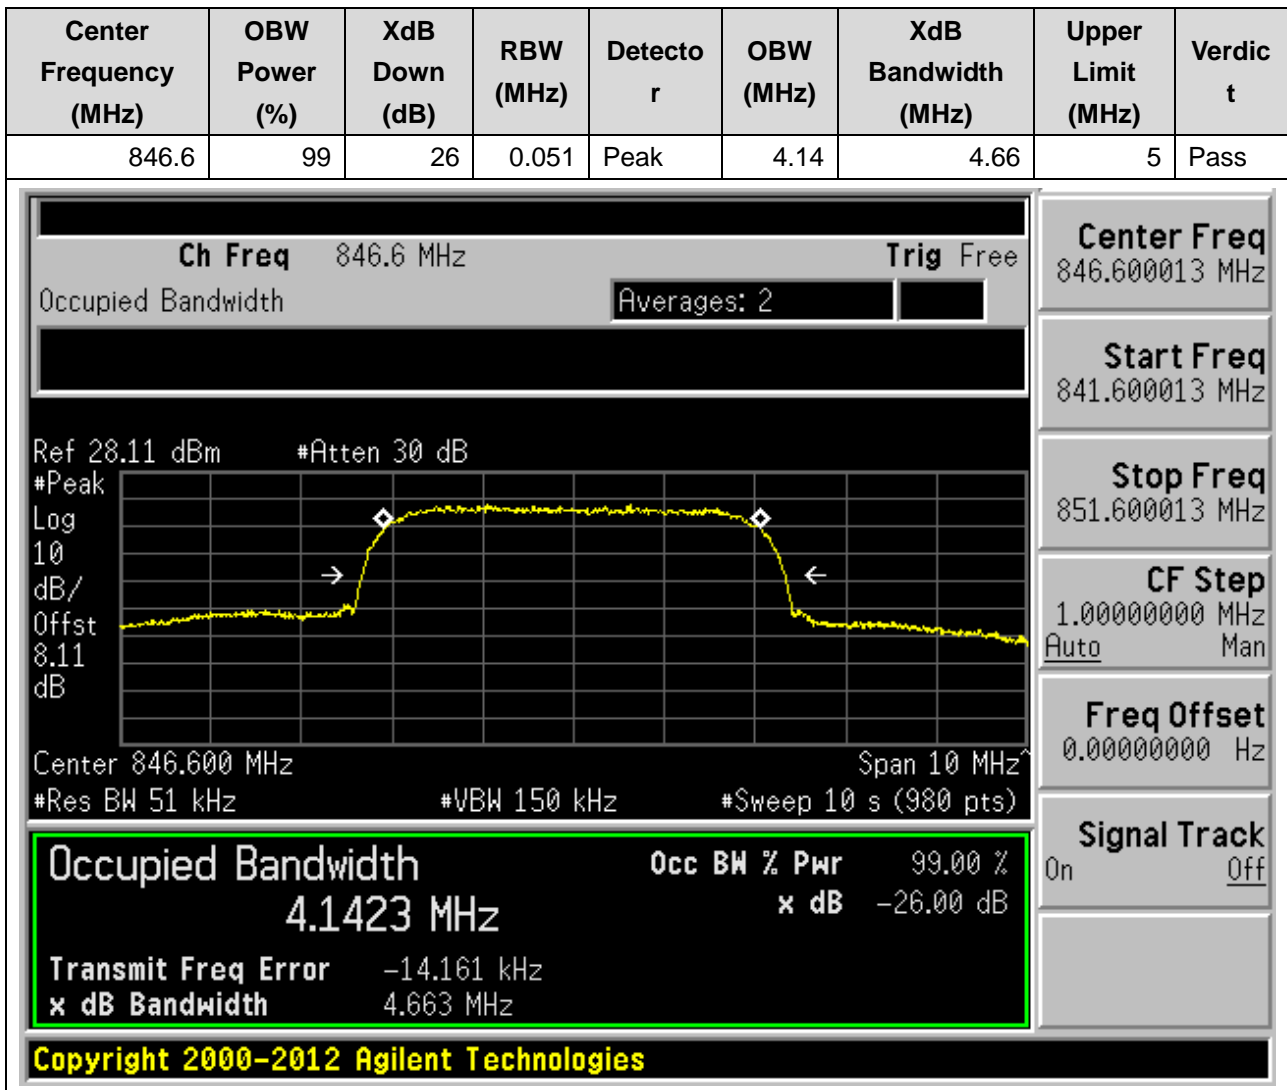 Center Frequency (MHz) OBW Power (%) XdB Down (dB) RBW (MHz) Detecto r OBW (MHz) XdB Bandwidth (MHz) Upper Limit (MHz) Verdic t
846.6 99 26 0.051 Peak 4.14 4.66 5 Pass
Ch Freq 846.6 MHz Trig Free
Occupied Bandwidth Averages: 2
Ref 28.11 dBm #Atten 30 dB
#Peak
Log
10
dB/
Offst
8.11
dB
Center 846.600 MHz Span 10 MHz^
#Res BW 51 kHz #VBW 150 kHz #Sweep 10 s (980 pts)
Occupied Bandwidth Occ BW % Pwr 99.00 %
4.1423 MHz x dB -26.00 dB
Transmit Freq Error -14.161 kHz
x dB Bandwidth 4.663 MHz
Copyright 2000-2012 Agilent Technologies
Center Freq
846.600013 MHz
Start Freq
841.600013 MHz
Stop Freq
851.600013 MHz
CF Step
1.00000000 MHz
Auto Man
Freq Offset
0.00000000 Hz
Signal Track
On Off